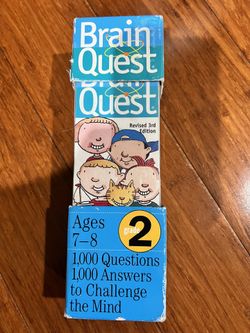 Brain
Quest
Brain
Quest
Revised 3rd
Edition
Ages
7–8
grade
2
1,000 Questions
1,000 Answers
to Challenge
the Mind